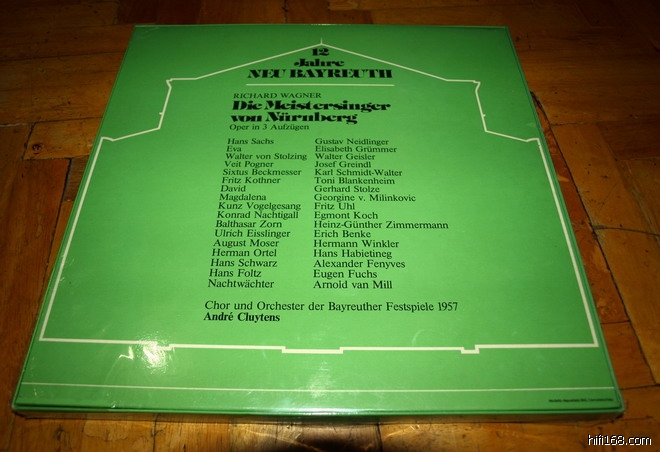 12
Jahre
NEU BAYREUTH
RICHARD WAGNER
Die Meistersinger
von Nürnberg
Oper in 3 Aufzügen
Hans Sachs Gustav Neidlinger
Eva Elisabeth Grümmer
Walter von Stolzing Walter Geisler
Veit Pogner Josef Greindl
Sixtus Beckmesser Karl Schmidt-Walter
Fritz Kothner Toni Blankenheim
David Gerhard Stolze
Magdalena Georgine v. Milinkovic
Kunz Vogelgesang Fritz Uhl
Konrad Nachtigall Egmont Koch
Balthasar Zorn Heinz-Günther Zimmermann
Ulrich Eisslinger Erich Benke
August Moser Hermann Winkler
Herman Ortel Hans Habietineg
Hans Schwarz Alexander Fenyves
Hans Foltz Eugen Fuchs
Nachtwächter Arnold van Mill
Chor und Orchester der Bayreuther Festspiele 1957
André Cluytens
hifi168.com